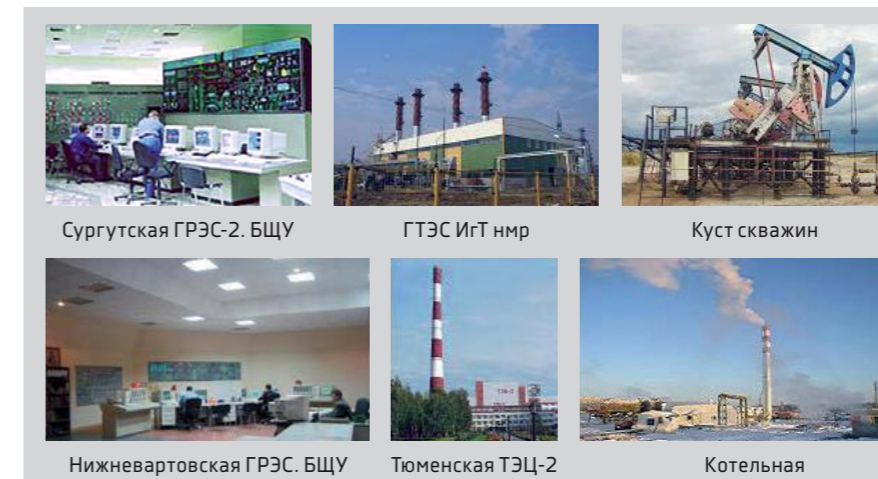 Сургутская ГРЭС-2. БЩУ
ГТЭС ИгТ нмр
Куст скважин
Нижневартовская ГРЭС. БЩУ
Тюменская ТЭЦ-2
Котельная